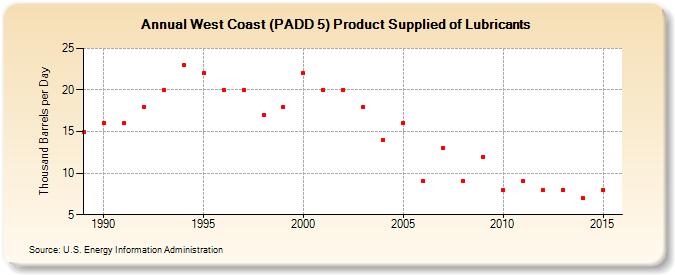 Annual West Coast (PADD 5) Product Supplied of Lubricants
Thousand Barrels per Day
25
20
15
10
5
1990 1995 2000 2005 2010 2015
Source: U.S. Energy Information Administration